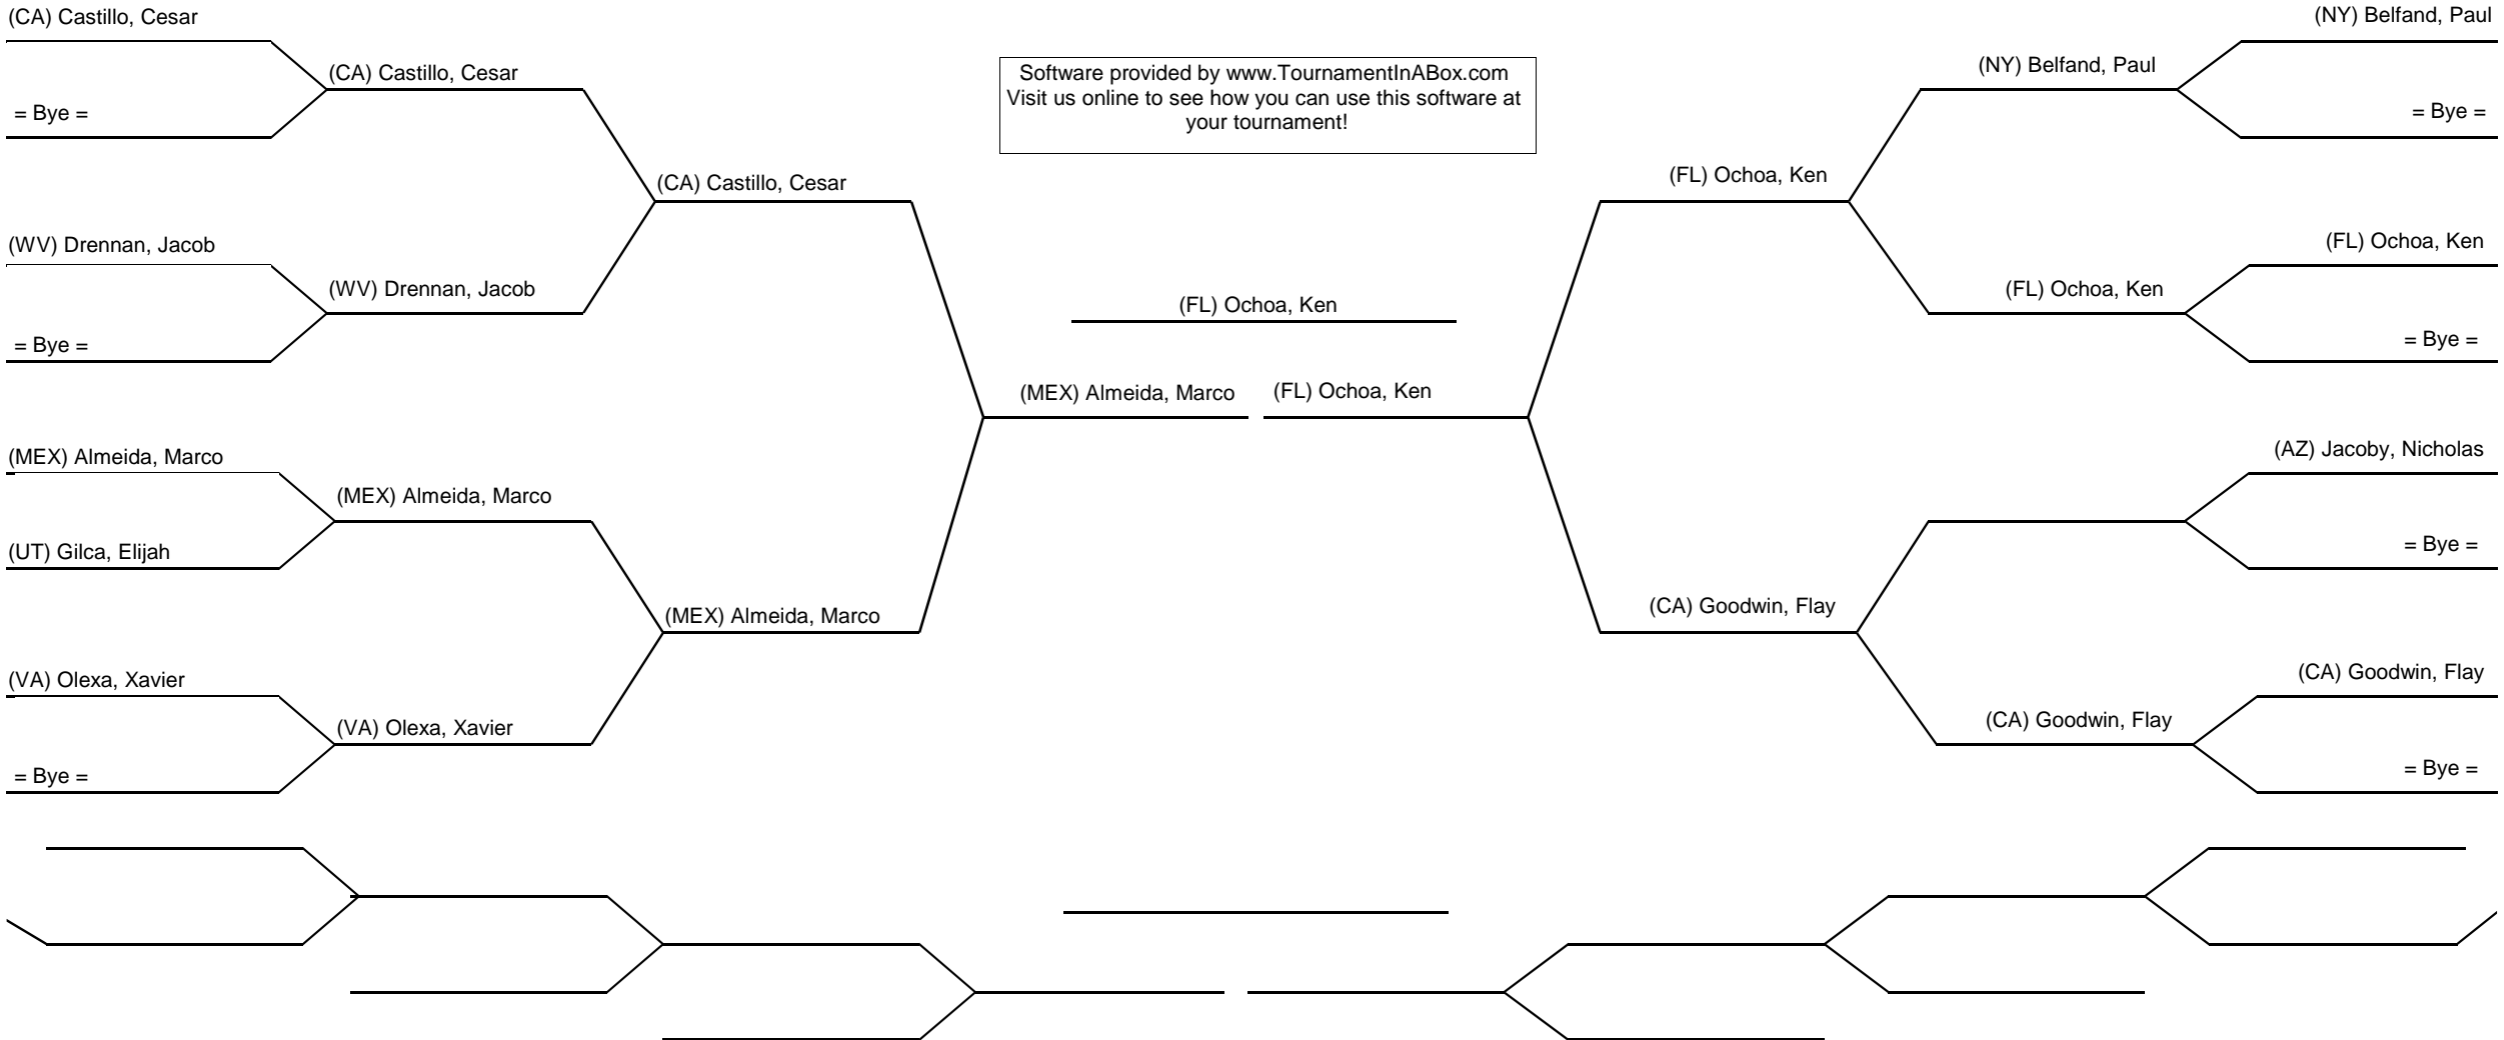 (CA) Castillo, Cesar
= Bye =
(WV) Drennan, Jacob
= Bye =
(MEX) Almeida, Marco
(UT) Gilca, Elijah
(VA) Olexa, Xavier
= Bye =
(CA) Castillo, Cesar
(WV) Drennan, Jacob
(MEX) Almeida, Marco
(VA) Olexa, Xavier
(CA) Castillo, Cesar
(MEX) Almeida, Marco
Software provided by www.TournamentInABox.com
Visit us online to see how you can use this software at
your tournament!
(FL) Ochoa, Ken
(MEX) Almeida, Marco
(FL) Ochoa, Ken
(FL) Ochoa, Ken
(CA) Goodwin, Flay
(NY) Belfand, Paul
(FL) Ochoa, Ken
(CA) Goodwin, Flay
(NY) Belfand, Paul
= Bye =
(FL) Ochoa, Ken
= Bye =
(AZ) Jacoby, Nicholas
= Bye =
(CA) Goodwin, Flay
= Bye =